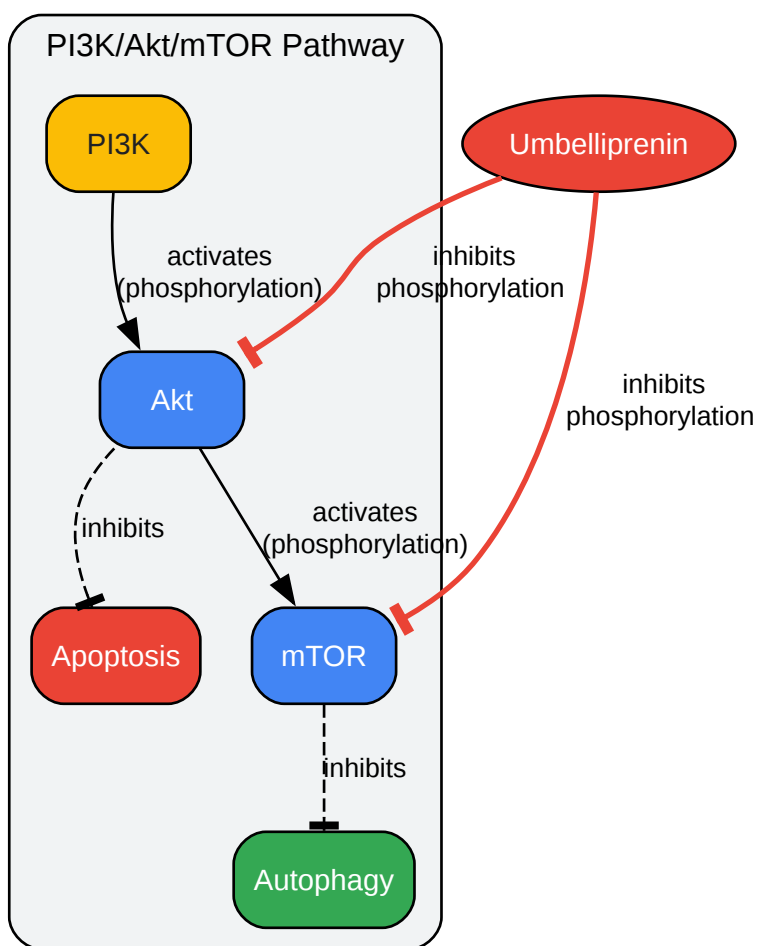 PI3K/Akt/mTOR Pathway
PI3K
Umbelliprenin
activates
(phosphorylation)
inhibits
phosphorylation
Akt
inhibits
phosphorylation
activates
(phosphorylation)
inhibits
Apoptosis
mTOR
inhibits
Autophagy